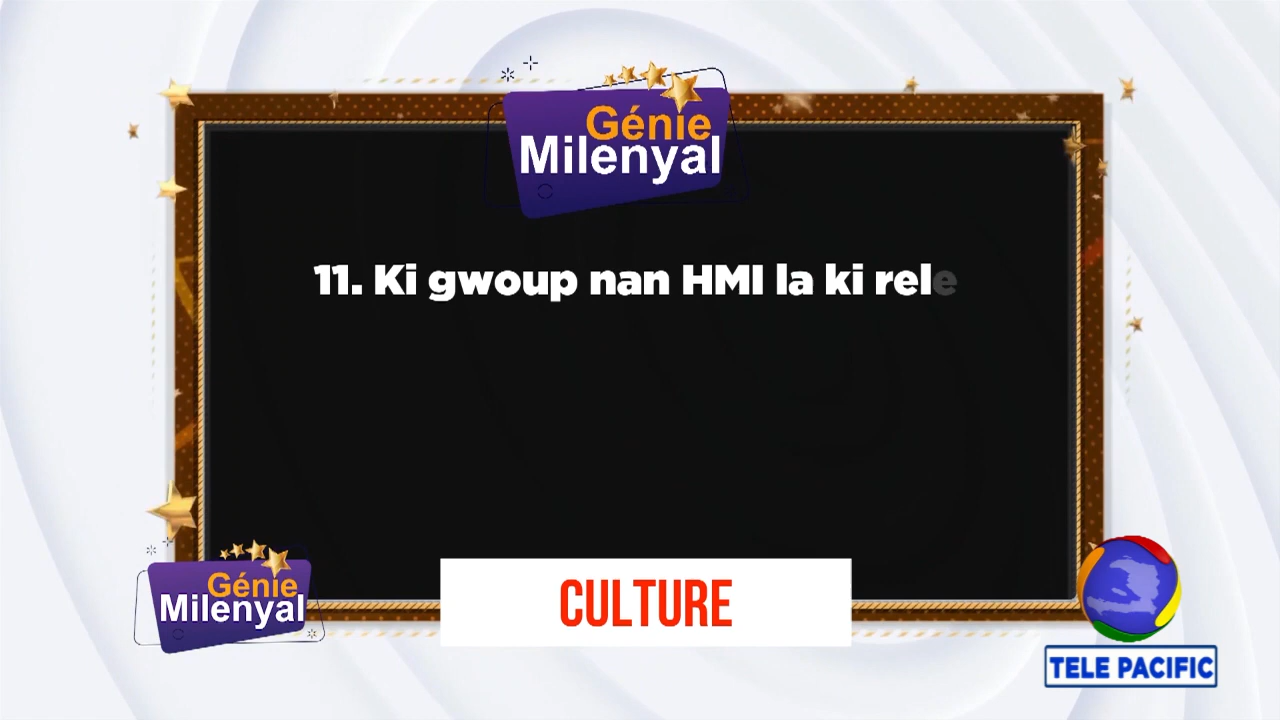 Génie
Milenyal
11. Ki gwoup nan HMI la ki rele
Génie
Milenyal
CULTURE
TELE PACIFIC